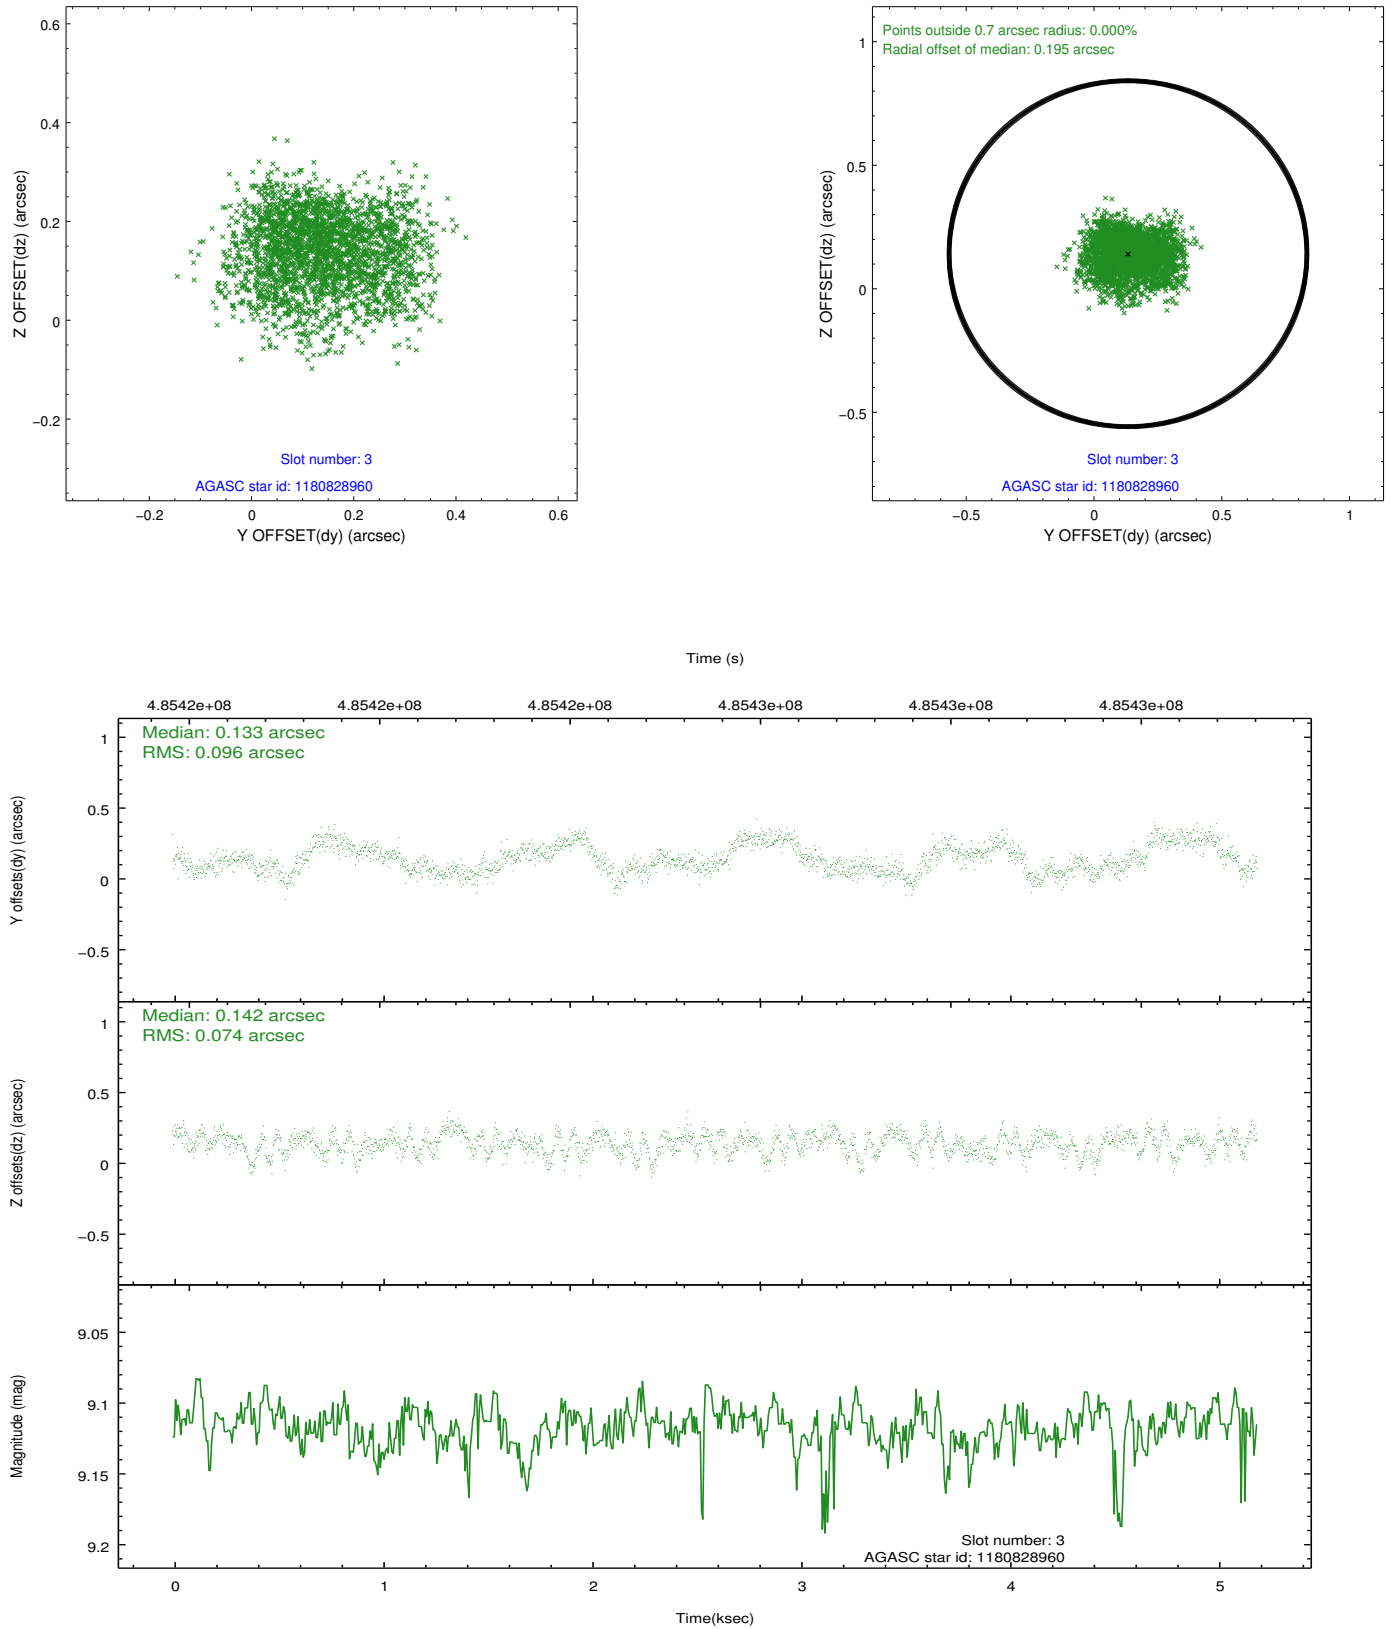 0.6
0.4
0.2
0
−0.2
−0.2
0
0.2
0.4
0.6
Z OFFSET(dz) (arcsec)
Y OFFSET(dy) (arcsec)
Slot number: 3
AGASC star id: 1180828960
Points outside 0.7 arcsec radius: 0.000%
Radial offset of median: 0.195 arcsec
1
0.5
0
−0.5
−0.5
0
0.5
1
Z OFFSET(dz) (arcsec)
Y OFFSET(dy) (arcsec)
Slot number: 3
AGASC star id: 1180828960
Time (s)
4.8542e+08
4.8542e+08
4.8542e+08
4.8543e+08
4.8543e+08
4.8543e+08
Median: 0.133 arcsec
RMS: 0.096 arcsec
1
0.5
0
−0.5
Y offsets(dy) (arcsec)
Median: 0.142 arcsec
RMS: 0.074 arcsec
1
0.5
0
−0.5
Z offsets(dz) (arcsec)
9.05
9.1
9.15
9.2
Magnitude (mag)
Slot number: 3
AGASC star id: 1180828960
0
1
2
3
4
5
Time(ksec)